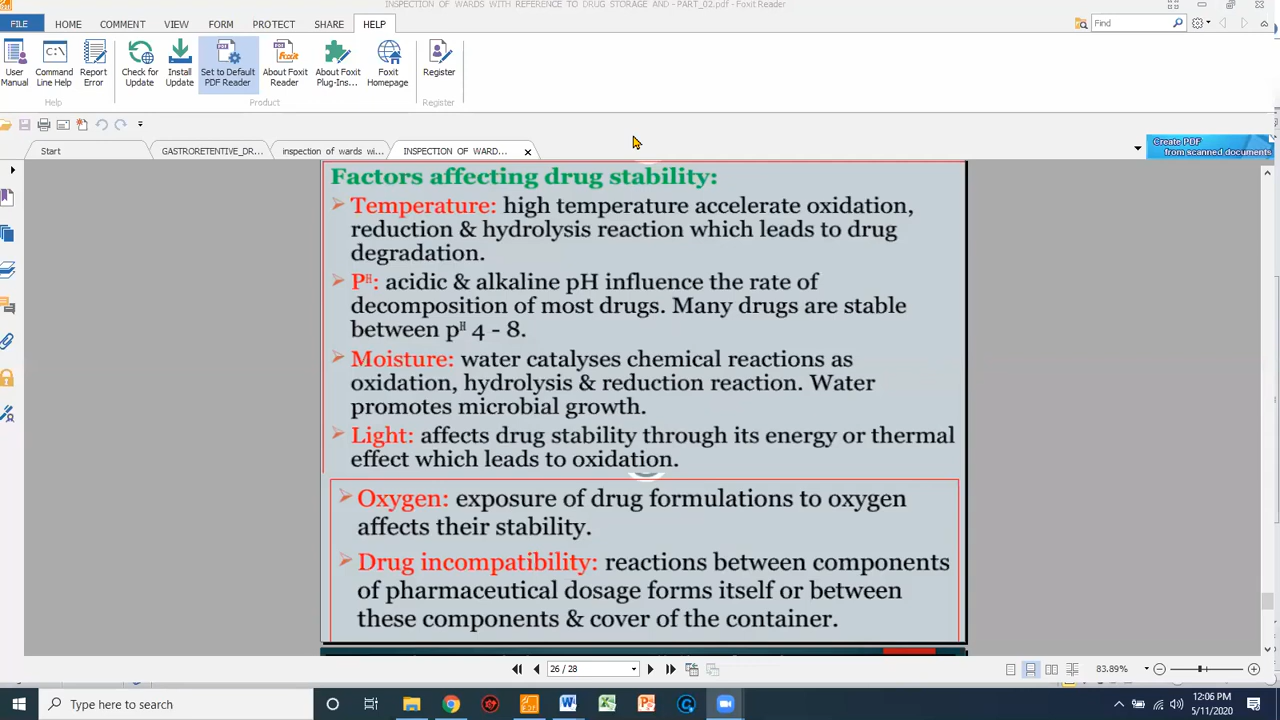 INSPECTION OF WARDS WITH REFERENCE TO DRUG STORAGE AND - PART_02.pdf - Foxit Reader
FILE HOME COMMENT VIEW FORM PROTECT SHARE HELP Find
User Manual Command Line Help Report Error Check for Update Install Update Set to Default PDF Reader About Foxit Reader About Foxit Plug-Ins... Foxit Homepage Register
Help Product Register
Start GASTRORETENTIVE_DR... inspection of wards wi... INSPECTION OF WARD... Create PDF from scanned documents
Factors affecting drug stability:
Temperature: high temperature accelerate oxidation,
reduction & hydrolysis reaction which leads to drug
degradation.
Pᴴ: acidic & alkaline pH influence the rate of
decomposition of most drugs. Many drugs are stable
between pᴴ 4 - 8.
Moisture: water catalyses chemical reactions as
oxidation, hydrolysis & reduction reaction. Water
promotes microbial growth.
Light: affects drug stability through its energy or thermal
effect which leads to oxidation.
Oxygen: exposure of drug formulations to oxygen
affects their stability.
Drug incompatibility: reactions between components
of pharmaceutical dosage forms itself or between
these components & cover of the container.
26 / 28 83.89%
Type here to search 12:06 PM
5/11/2020